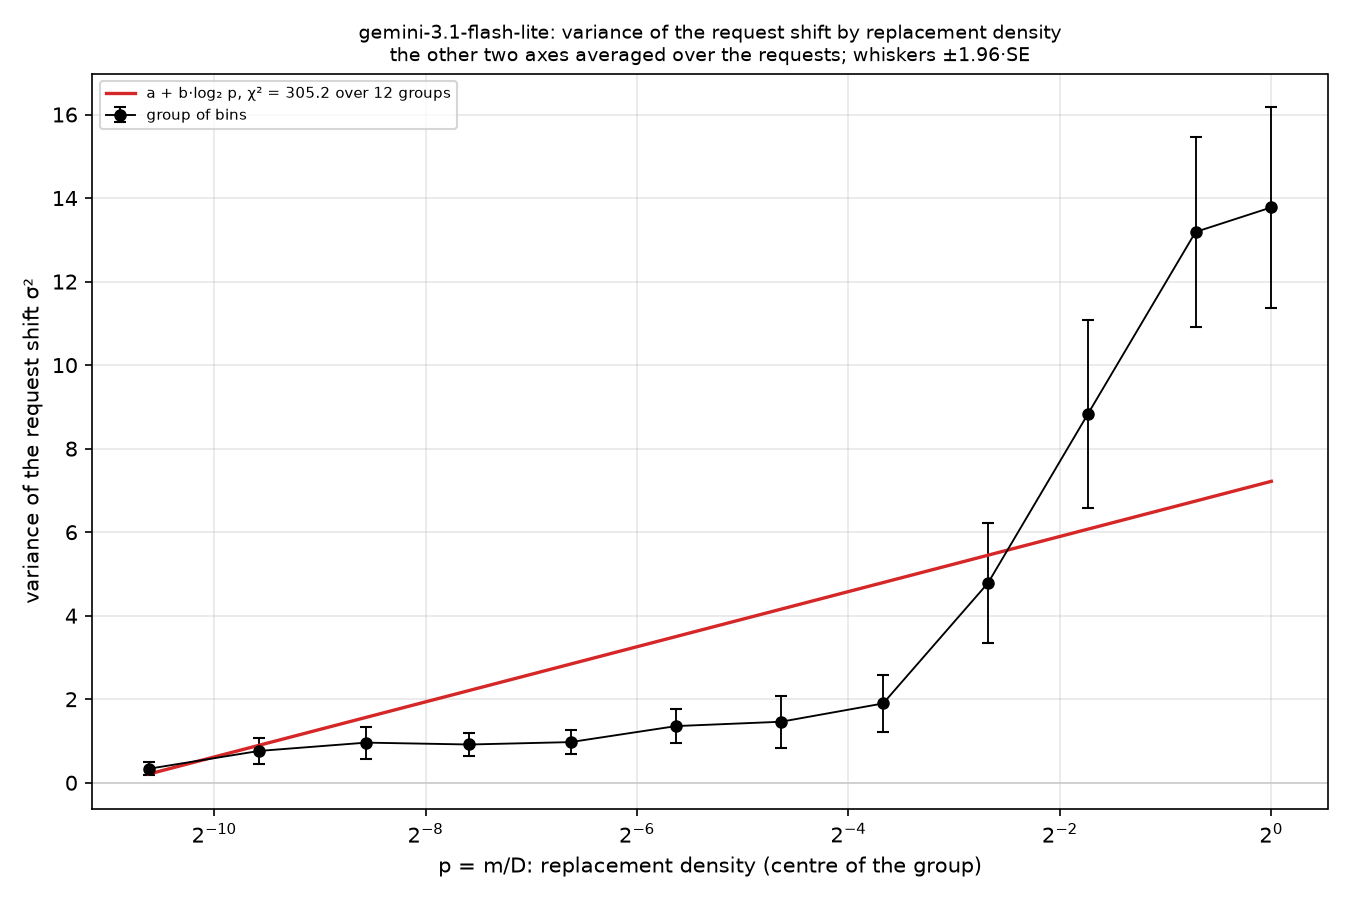 gemini-3.1-flash-lite: variance of the request shift by replacement density
the other two axes averaged over the requests; whiskers ±1.96·SE
a + b·log₂ p, χ² = 305.2 over 12 groups
group of bins
variance of the request shift σ²
16
14
12
10
8
6
4
2
0
2⁻¹⁰ 2⁻⁸ 2⁻⁶ 2⁻⁴ 2⁻² 2⁰
p = m/D: replacement density (centre of the group)